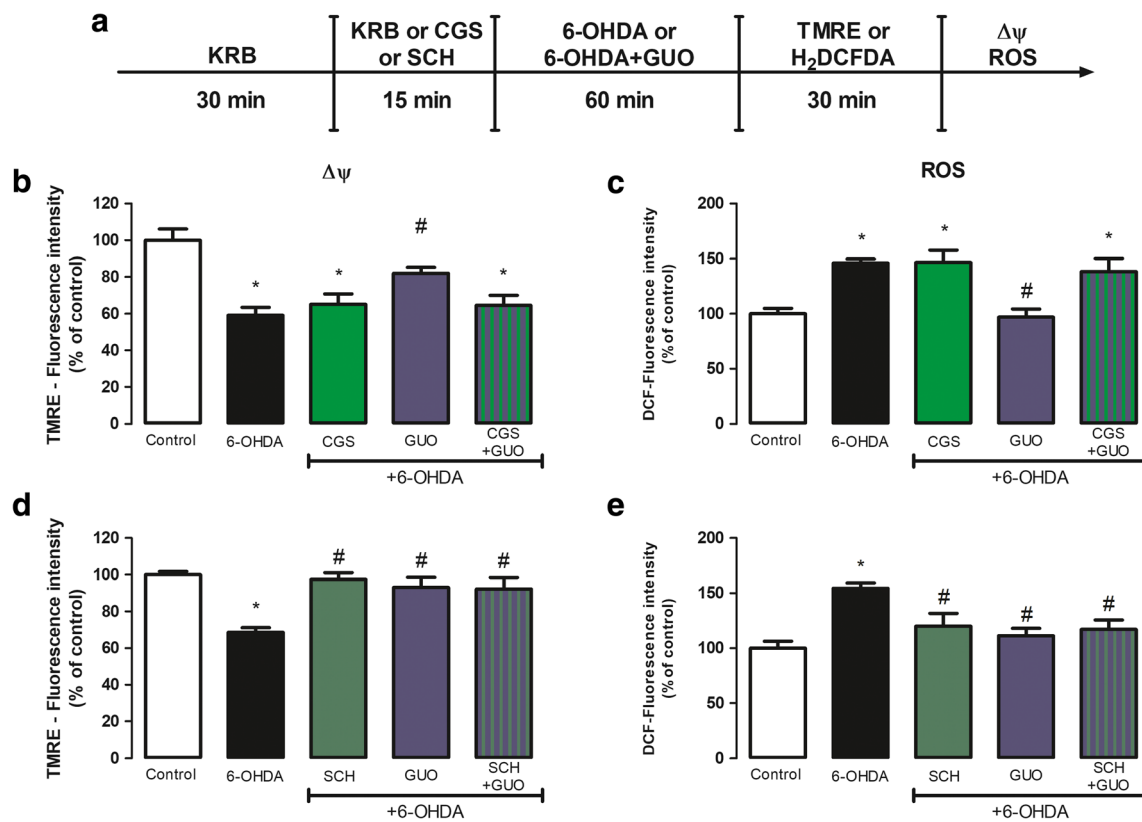 a
KRB
KRB or CGS
or SCH
6-OHDA or
6-OHDA+GUO
TMRE or
H₂DCFDA
Δψ
ROS
30 min
15 min
60 min
30 min
b
Δψ
TMRE - Fluorescence intensity
(% of control)
120
100
80
60
40
20
0
*
*
#
*
Control
6-OHDA
CGS
GUO
CGS
+GUO
+6-OHDA
c
ROS
DCF-Fluorescence intensity
(% of control)
200
150
100
50
0
*
*
#
*
Control
6-OHDA
CGS
GUO
CGS
+GUO
+6-OHDA
d
TMRE - Fluorescence intensity
(% of control)
120
100
80
60
40
20
0
*
#
#
#
Control
6-OHDA
SCH
GUO
SCH
+GUO
+6-OHDA
e
DCF-Fluorescence intensity
(% of control)
200
150
100
50
0
*
#
#
#
Control
6-OHDA
SCH
GUO
SCH
+GUO
+6-OHDA